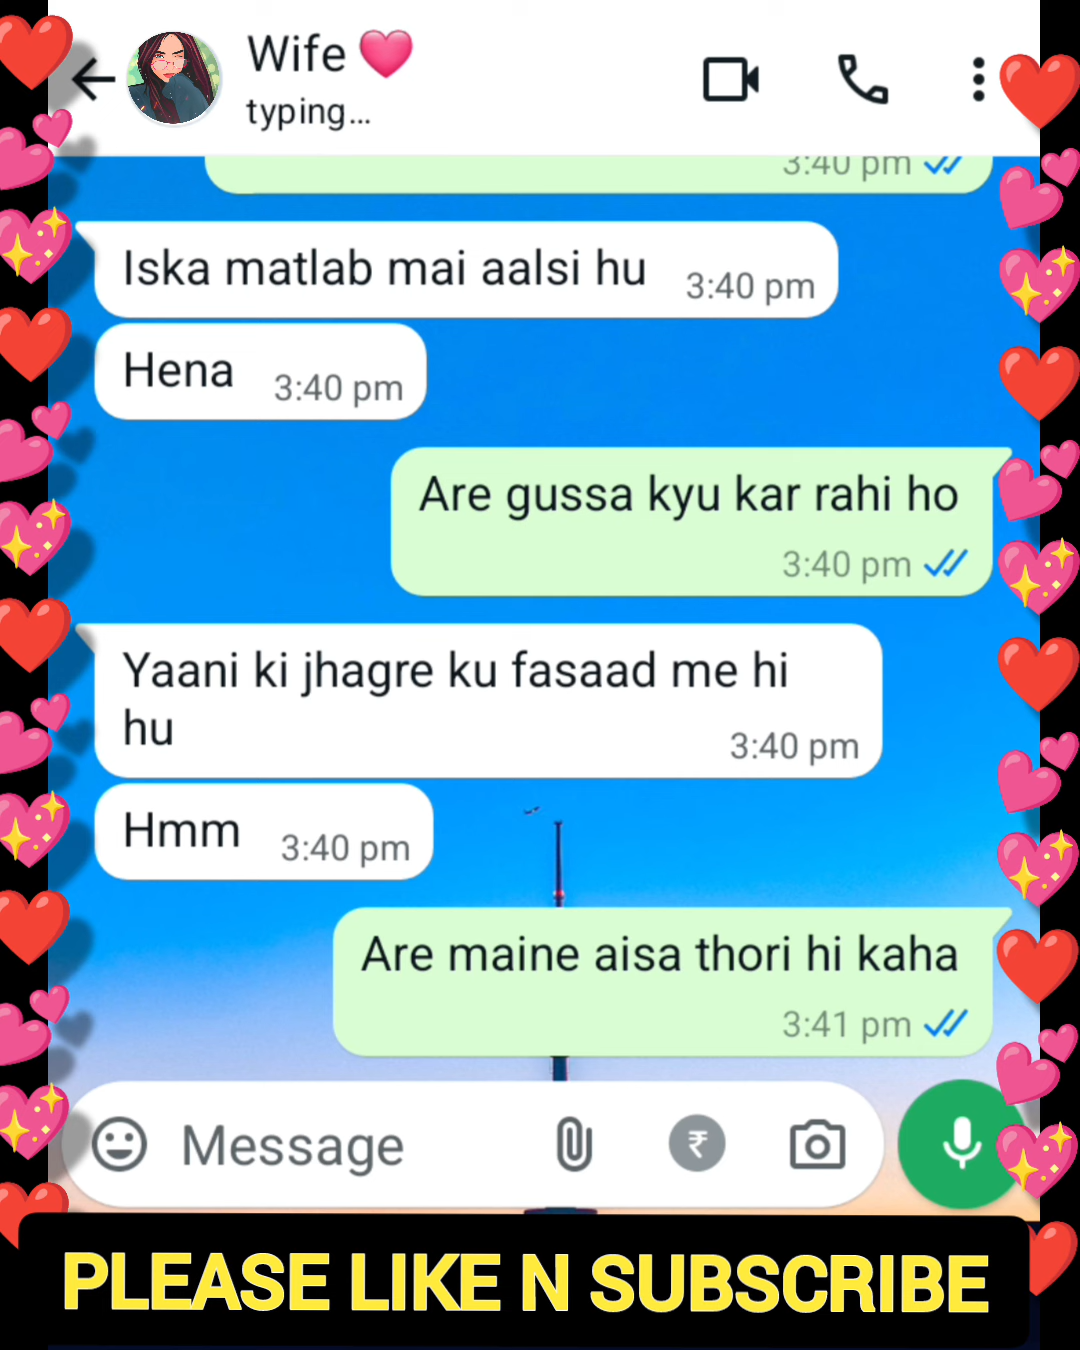 Wife
typing...
3:40 pm
Iska matlab mai aalsi hu 3:40 pm
Hena 3:40 pm
Are gussa kyu kar rahi ho
3:40 pm
Yaani ki jhagre ku fasaad me hi
hu 3:40 pm
Hmm 3:40 pm
Are maine aisa thori hi kaha
3:41 pm
Message ₹
PLEASE LIKE N SUBSCRIBE